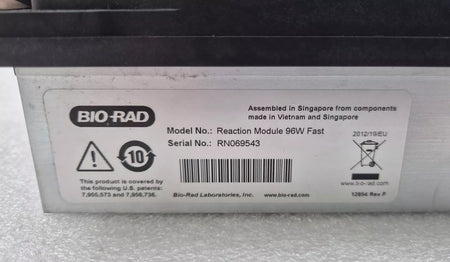 BIO-RAD
Assembled in Singapore from components
made in Vietnam and Singapore
Model No.: Reaction Module 96W Fast
Serial No.: RN069543
2012/19/EU
10
This reaction is covered by
the following U.S. patents:
7,955,573 and 7,956,736.
Bio-Rad Laboratories, Inc. www.bio-rad.com
www.bio-rad.com
12854 Rev F